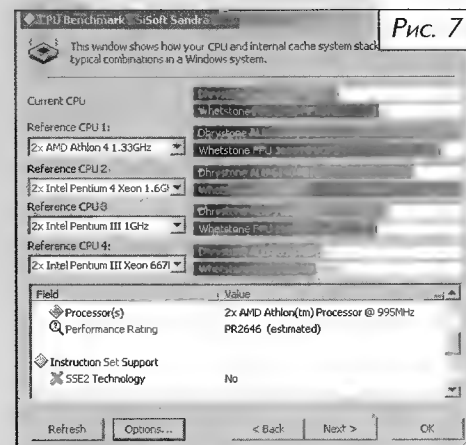 CPU Benchmark - SiSoft Sandra
Рис. 7
This window shows how your CPU and internal cache system stack
typical combinations in a Windows system.
Current CPU
Whetstone
Reference CPU 1:
Dhrystone ALU
2x AMD Athlon 4 1.33GHz
Whetstone FPU
Reference CPU 2:
Dhrystone ALU
2x Intel Pentium 4 Xeon 1.6G
Reference CPU 3
Dhrystone
2x Intel Pentium III 1GHz
Whetstone FPU
Reference CPU 4:
2x Intel Pentium III Xeon 667
Field Value
Processor(s) 2x AMD Athlon(tm) Processor @ 995MHz
Performance Rating PR2646 (estimated)
Instruction Set Support
SSE2 Technology No
Refresh Options... < Back Next > OK